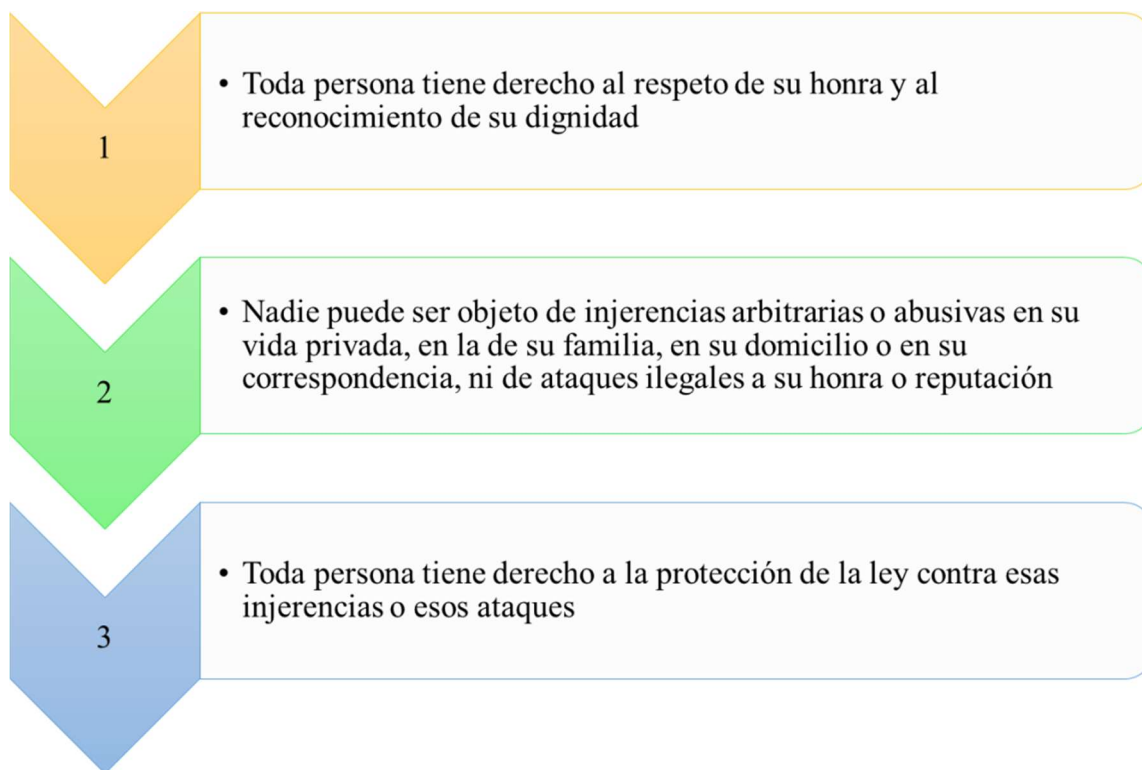 1
• Toda persona tiene derecho al respeto de su honra y al
reconocimiento de su dignidad
2
• Nadie puede ser objeto de injerencias arbitrarias o abusivas en su
vida privada, en la de su familia, en su domicilio o en su
correspondencia, ni de ataques ilegales a su honra o reputación
3
• Toda persona tiene derecho a la protección de la ley contra esas
injerencias o esos ataques